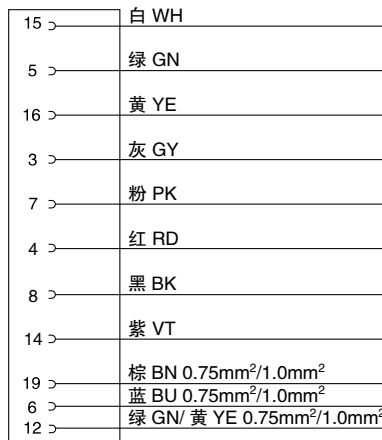 15 白 WH
5 绿 GN
16 黄 YE
3 灰 GY
7 粉 PK
4 红 RD
8 黑 BK
14 紫 VT
19 棕 BN 0.75mm²/1.0mm²
6 蓝 BU 0.75mm²/1.0mm²
12 绿 GN/ 黄 YE 0.75mm²/1.0mm²